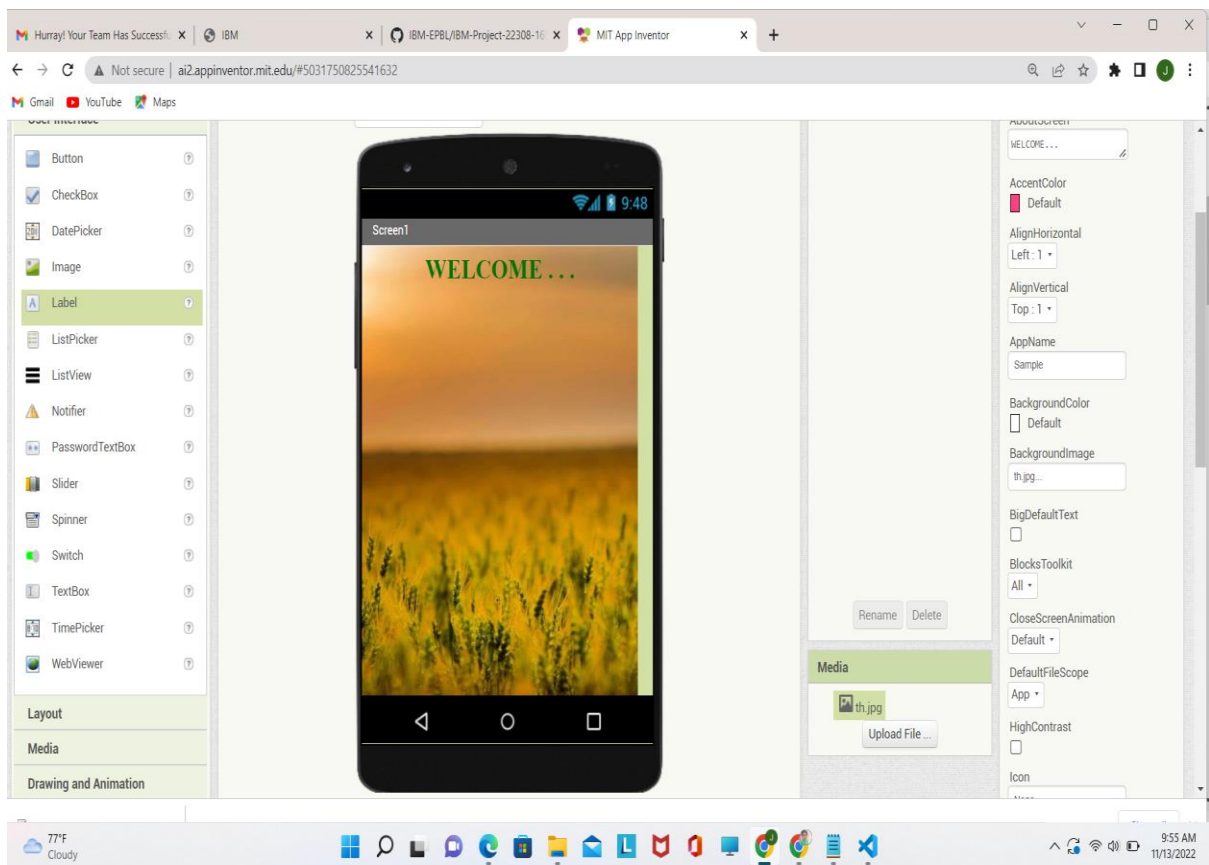 Hurray! Your Team Has Successfu
IBM
IBM-EPBL/IBM-Project-22308-16
MIT App Inventor
Not secure | ai2.appinventor.mit.edu/#5031750825541632
J
Gmail
YouTube
Maps
User Interface
Button
CheckBox
DatePicker
Image
Label
ListPicker
ListView
Notifier
PasswordTextBox
Slider
Spinner
Switch
TextBox
TimePicker
WebViewer
Layout
Media
Drawing and Animation
9:48
Screen1
WELCOME . . .
Rename
Delete
Media
th.jpg
Upload File ...
AboutScreen
WELCOME...
AccentColor
Default
AlignHorizontal
Left : 1
AlignVertical
Top : 1
AppName
Sample
BackgroundColor
Default
BackgroundImage
th.jpg...
BigDefaultText
BlocksToolkit
All
CloseScreenAnimation
Default
DefaultFileScope
App
HighContrast
Icon
77°F
Cloudy
9:55 AM
11/13/2022